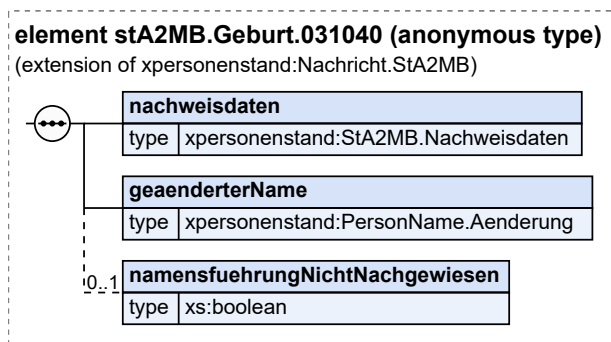 element stA2MB.Geburt.031040 (anonymous type)
(extension of xpersonenstand:Nachricht.StA2MB)
nachweisdaten
type xpersonenstand:StA2MB.Nachweisdaten
geaenderterName
type xpersonenstand:PersonName.Aenderung
0..1
namensfuehrungNichtNachgewiesen
type xs:boolean